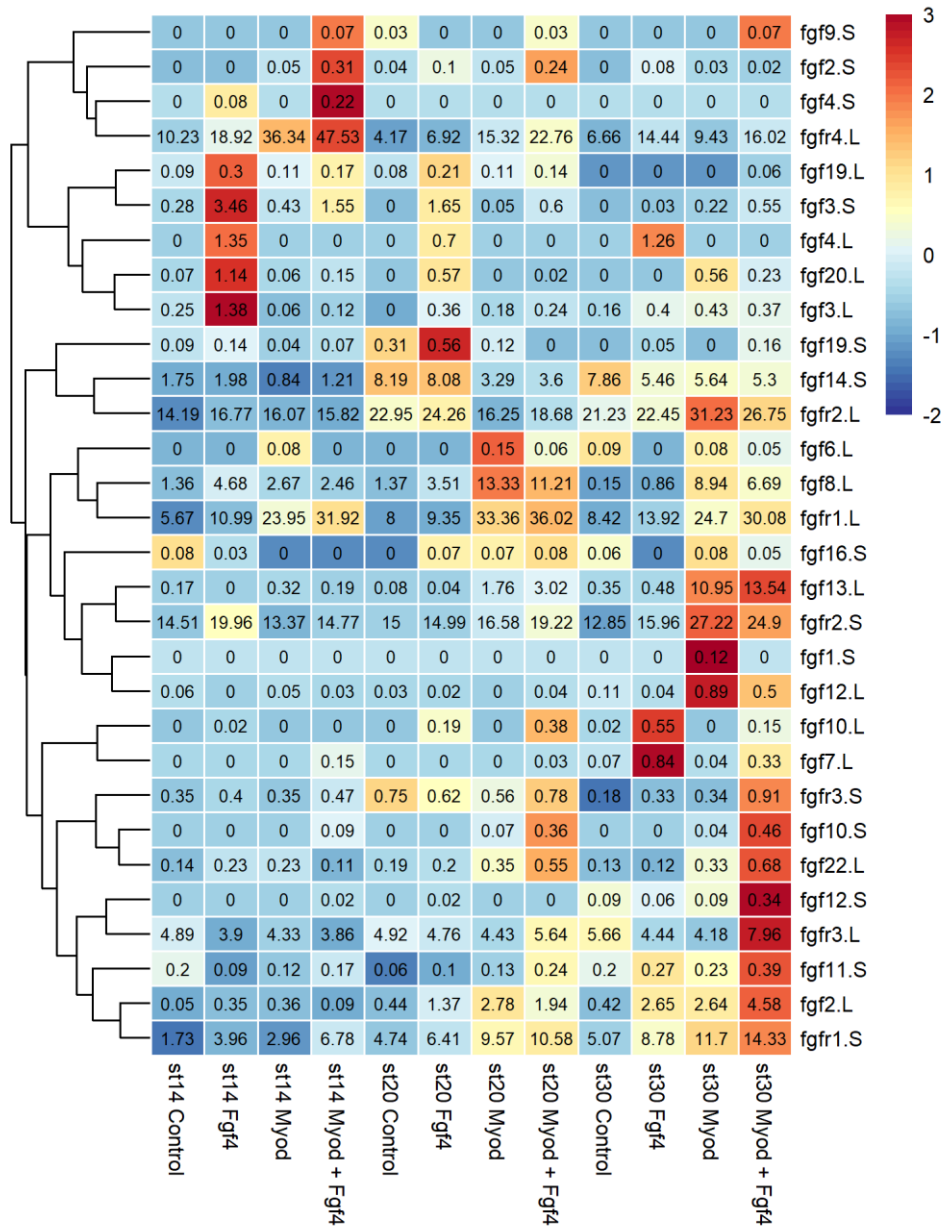 0 0 0 0.07 0.03 0 0 0.03 0 0 0 0.07 fgf9.S
0 0 0.05 0.31 0.04 0.1 0.05 0.24 0 0.08 0.03 0.02 fgf2.S
0 0.08 0 0.22 0 0 0 0 0 0 0 0 fgf4.S
10.23 18.92 36.34 47.53 4.17 6.92 15.32 22.76 6.66 14.44 9.43 16.02 fgfr4.L
0.09 0.3 0.11 0.17 0.08 0.21 0.11 0.14 0 0 0 0.06 fgf19.L
0.28 3.46 0.43 1.55 0 1.65 0.05 0.6 0 0.03 0.22 0.55 fgf3.S
0 1.35 0 0 0 0.7 0 0 0 1.26 0 0 fgf4.L
0.07 1.14 0.06 0.15 0 0.57 0 0.02 0 0 0.56 0.23 fgf20.L
0.25 1.38 0.06 0.12 0 0.36 0.18 0.24 0.16 0.4 0.43 0.37 fgf3.L
0.09 0.14 0.04 0.07 0.31 0.56 0.12 0 0 0.05 0 0.16 fgf19.S
1.75 1.98 0.84 1.21 8.19 8.08 3.29 3.6 7.86 5.46 5.64 5.3 fgf14.S
14.19 16.77 16.07 15.82 22.95 24.26 16.25 18.68 21.23 22.45 31.23 26.75 fgfr2.L
0 0 0.08 0 0 0 0.15 0.06 0.09 0 0.08 0.05 fgf6.L
1.36 4.68 2.67 2.46 1.37 3.51 13.33 11.21 0.15 0.86 8.94 6.69 fgf8.L
5.67 10.99 23.95 31.92 8 9.35 33.36 36.02 8.42 13.92 24.7 30.08 fgfr1.L
0.08 0.03 0 0 0 0.07 0.07 0.08 0.06 0 0.08 0.05 fgf16.S
0.17 0 0.32 0.19 0.08 0.04 1.76 3.02 0.35 0.48 10.95 13.54 fgf13.L
14.51 19.96 13.37 14.77 15 14.99 16.58 19.22 12.85 15.96 27.22 24.9 fgfr2.S
0 0 0 0 0 0 0 0 0 0 0.12 0 fgf1.S
0.06 0 0.05 0.03 0.03 0.02 0 0.04 0.11 0.04 0.89 0.5 fgf12.L
0 0.02 0 0 0 0.19 0 0.38 0.02 0.55 0 0.15 fgf10.L
0 0 0 0.15 0 0 0 0.03 0.07 0.84 0.04 0.33 fgf7.L
0.35 0.4 0.35 0.47 0.75 0.62 0.56 0.78 0.18 0.33 0.34 0.91 fgfr3.S
0 0 0 0.09 0 0 0.07 0.36 0 0 0.04 0.46 fgf10.S
0.14 0.23 0.23 0.11 0.19 0.2 0.35 0.55 0.13 0.12 0.33 0.68 fgf22.L
0 0 0 0.02 0 0.02 0 0 0.09 0.06 0.09 0.34 fgf12.S
4.89 3.9 4.33 3.86 4.92 4.76 4.43 5.64 5.66 4.44 4.18 7.96 fgfr3.L
0.2 0.09 0.12 0.17 0.06 0.1 0.13 0.24 0.2 0.27 0.23 0.39 fgf11.S
0.05 0.35 0.36 0.09 0.44 1.37 2.78 1.94 0.42 2.65 2.64 4.58 fgf2.L
1.73 3.96 2.96 6.78 4.74 6.41 9.57 10.58 5.07 8.78 11.7 14.33 fgfr1.S
st14 Control
st14 Fgf4
st14 Myod
st14 Myod + Fgf4
st20 Control
st20 Fgf4
st20 Myod
st20 Myod + Fgf4
st30 Control
st30 Fgf4
st30 Myod
st30 Myod + Fgf4
3
2
1
0
-1
-2